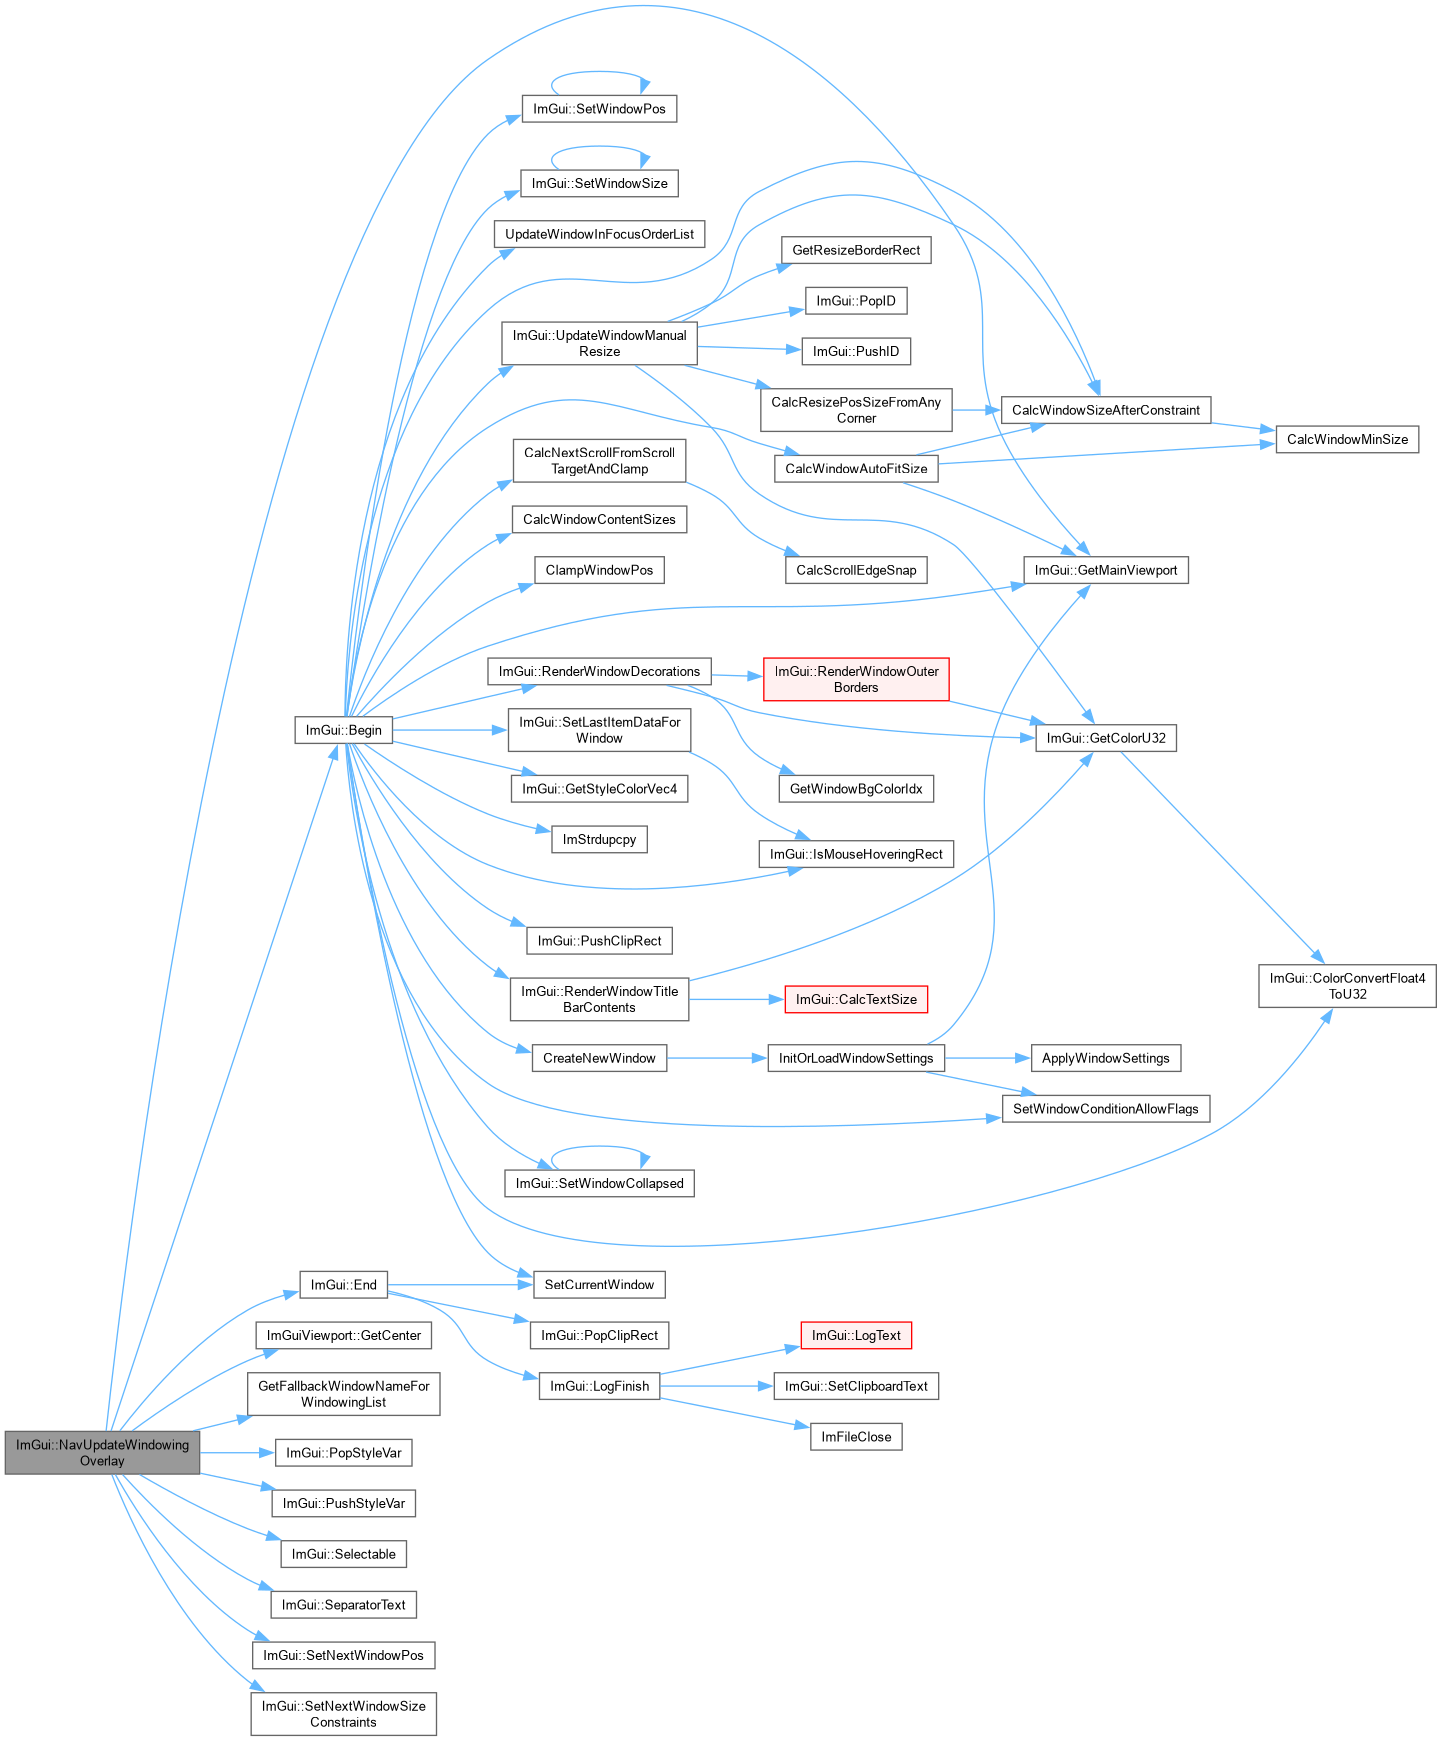 ImGui::SetWindowPos
ImGui::SetWindowSize
UpdateWindowInFocusOrderList
GetResizeBorderRect
ImGui::PopID
ImGui::UpdateWindowManual
Resize
ImGui::PushID
CalcResizePosSizeFromAny
Corner
CalcWindowSizeAfterConstraint
CalcWindowMinSize
CalcNextScrollFromScroll
TargetAndClamp
CalcWindowAutoFitSize
CalcWindowContentSizes
ClampWindowPos
CalcScrollEdgeSnap
ImGui::GetMainViewport
ImGui::RenderWindowDecorations
ImGui::RenderWindowOuter
Borders
ImGui::Begin
ImGui::SetLastItemDataFor
Window
ImGui::GetColorU32
ImGui::GetStyleColorVec4
GetWindowBgColorIdx
ImStrdupcpy
ImGui::IsMouseHoveringRect
ImGui::PushClipRect
ImGui::RenderWindowTitle
BarContents
ImGui::CalcTextSize
ImGui::ColorConvertFloat4
ToU32
CreateNewWindow
InitOrLoadWindowSettings
ApplyWindowSettings
SetWindowConditionAllowFlags
ImGui::SetWindowCollapsed
ImGui::End
SetCurrentWindow
ImGuiViewport::GetCenter
ImGui::PopClipRect
ImGui::LogText
GetFallbackWindowNameFor
WindowingList
ImGui::LogFinish
ImGui::SetClipboardText
ImFileClose
ImGui::NavUpdateWindowing
Overlay
ImGui::PopStyleVar
ImGui::PushStyleVar
ImGui::Selectable
ImGui::SeparatorText
ImGui::SetNextWindowPos
ImGui::SetNextWindowSize
Constraints